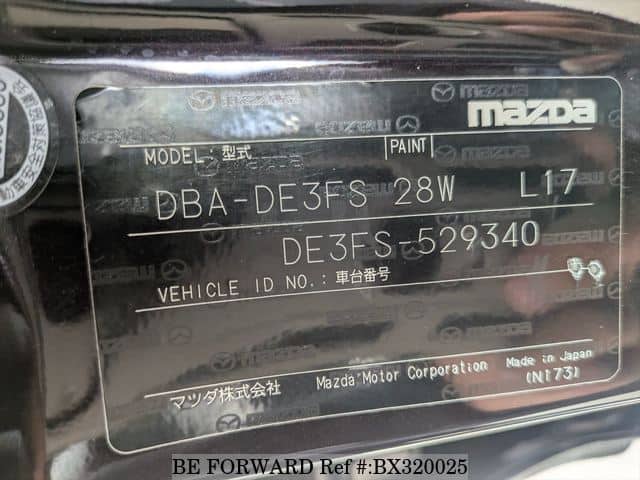 mazda
MODEL: 型式 PAINT
DBA-DE3FS 28W L17
DE3FS-529340
VEHICLE ID NO.: 車台番号
マツダ株式会社 Mazda Motor Corporation Made in Japan
(N173)
BE FORWARD Ref #:BX320025